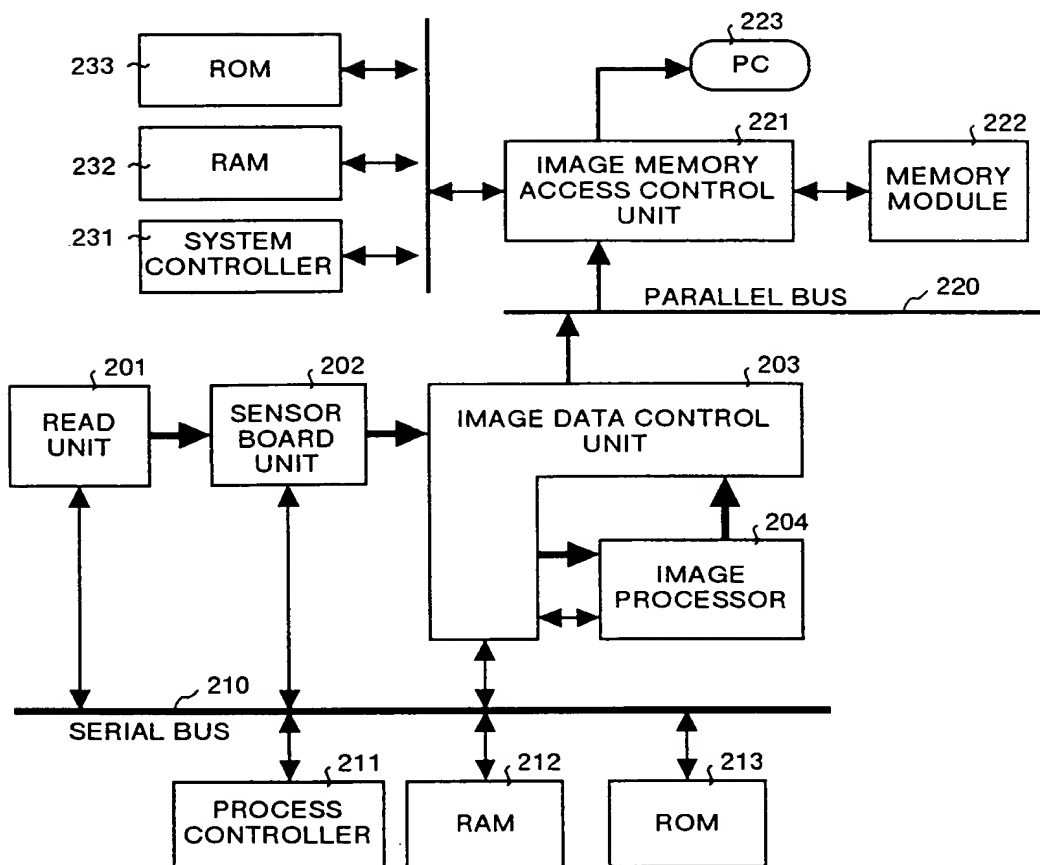 223
PC
233
ROM
221
222
IMAGE MEMORY
ACCESS CONTROL
UNIT
MEMORY
MODULE
232
RAM
231
SYSTEM
CONTROLLER
PARALLEL BUS
220
201
202
203
READ
UNIT
SENSOR
BOARD
UNIT
IMAGE DATA CONTROL
UNIT
204
IMAGE
PROCESSOR
210
SERIAL BUS
211
212
213
PROCESS
CONTROLLER
RAM
ROM